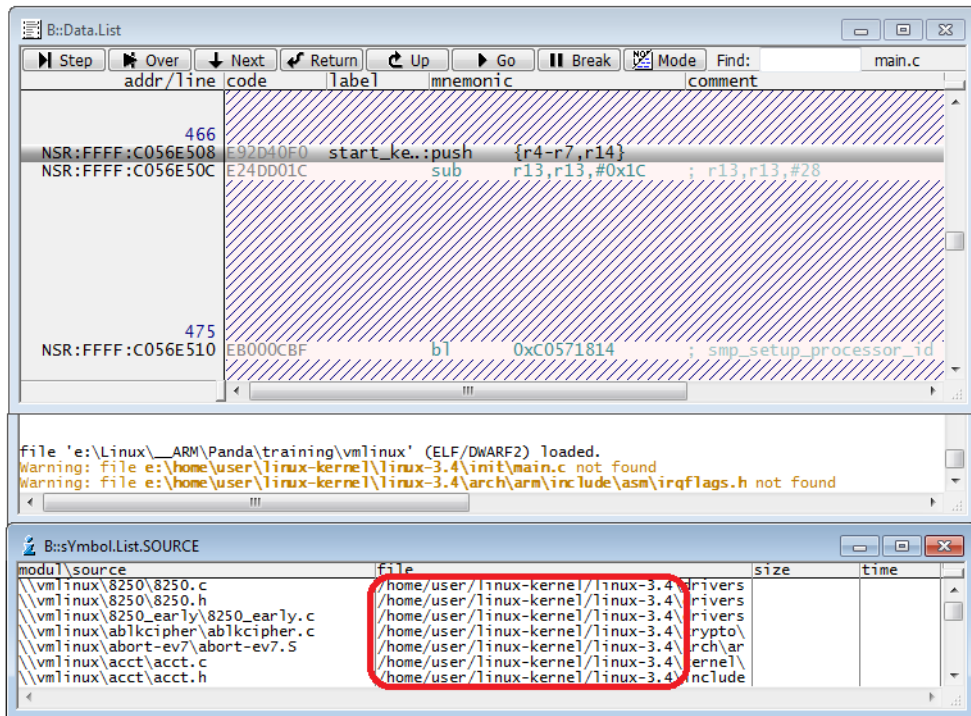 B::Data.List
Step Over Next Return Up Go Break Mode Find: main.c
addr/line code label mnemonic comment
466
NSR:FFFF:C056E508 E92D40F0 start_ke..:push {r4-r7,r14}
NSR:FFFF:C056E50C E24DD01C sub r13,r13,#0x1C ; r13,r13,#28
475
NSR:FFFF:C056E510 EB000CBF bl 0xC0571814 ; smp_setup_processor_id
file 'e:\Linux\__ARM\Panda\training\vmlinux' (ELF/DWARF2) loaded.
Warning: file e:\home\user\linux-kernel\linux-3.4\init\main.c not found
Warning: file e:\home\user\linux-kernel\linux-3.4\arch\arm\include\asm\irqflags.h not found
B::sYmbol.List.SOURCE
modul\source file size time
\\vmlinux\8250\8250.c /home/user/linux-kernel/linux-3.4\drivers
\\vmlinux\8250\8250.h /home/user/linux-kernel/linux-3.4\drivers
\\vmlinux\8250_early\8250_early.c /home/user/linux-kernel/linux-3.4\drivers
\\vmlinux\ablkcipher\ablkcipher.c /home/user/linux-kernel/linux-3.4\crypto\
\\vmlinux\abort-ev7\abort-ev7.S /home/user/linux-kernel/linux-3.4\arch\ar
\\vmlinux\acct\acct.c /home/user/linux-kernel/linux-3.4\kernel\
\\vmlinux\acct\acct.h /home/user/linux-kernel/linux-3.4\include